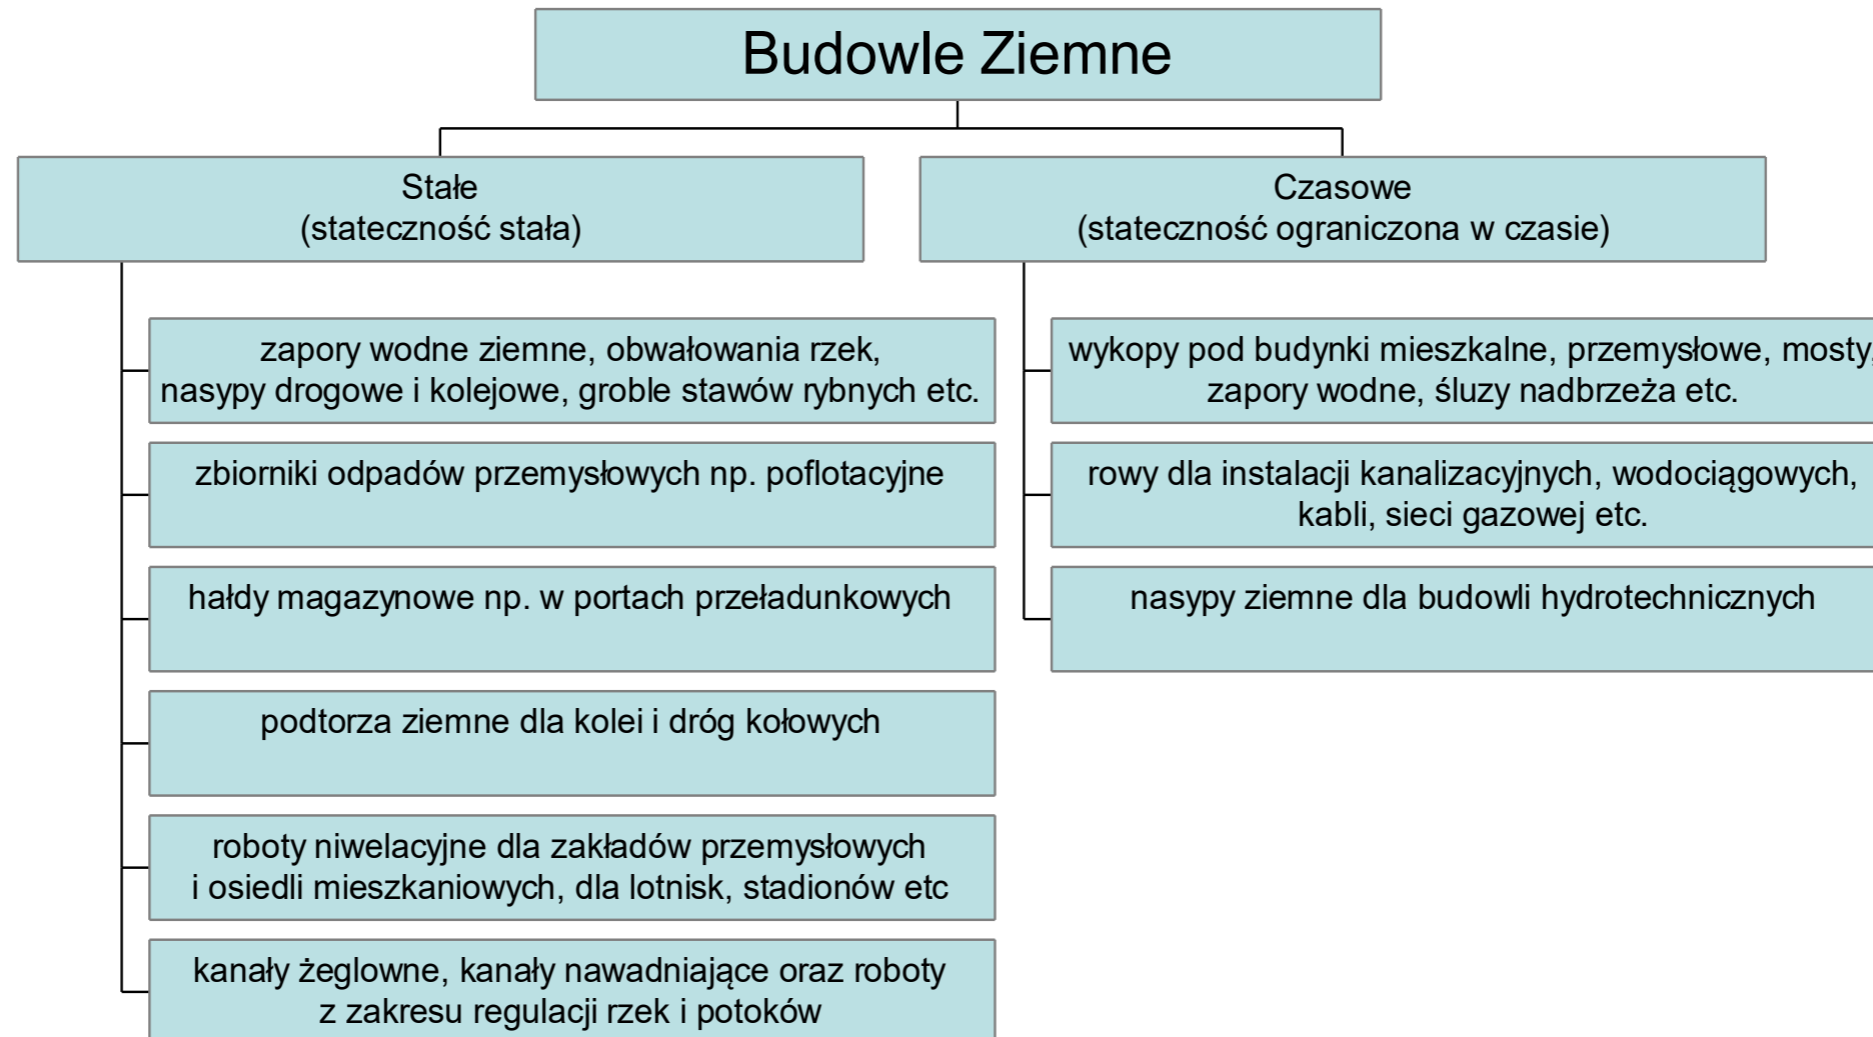 Budowle Ziemne
Stałe
(stateczność stała)
zapory wodne ziemne, obwałowania rzek,
nasypy drogowe i kolejowe, groble stawów rybnych etc.
zbiorniki odpadów przemysłowych np. poflotacyjne
hałdy magazynowe np. w portach przeładunkowych
podtorza ziemne dla kolei i dróg kołowych
roboty niwelacyjne dla zakładów przemysłowych
i osiedli mieszkaniowych, dla lotnisk, stadionów etc
kanały żeglowne, kanały nawadniające oraz roboty
z zakresu regulacji rzek i potoków
Czasowe
(stateczność ograniczona w czasie)
wykopy pod budynki mieszkalne, przemysłowe, mosty,
zapory wodne, śluzy nadbrzeża etc.
rowy dla instalacji kanalizacyjnych, wodociągowych,
kabli, sieci gazowej etc.
nasypy ziemne dla budowli hydrotechnicznych